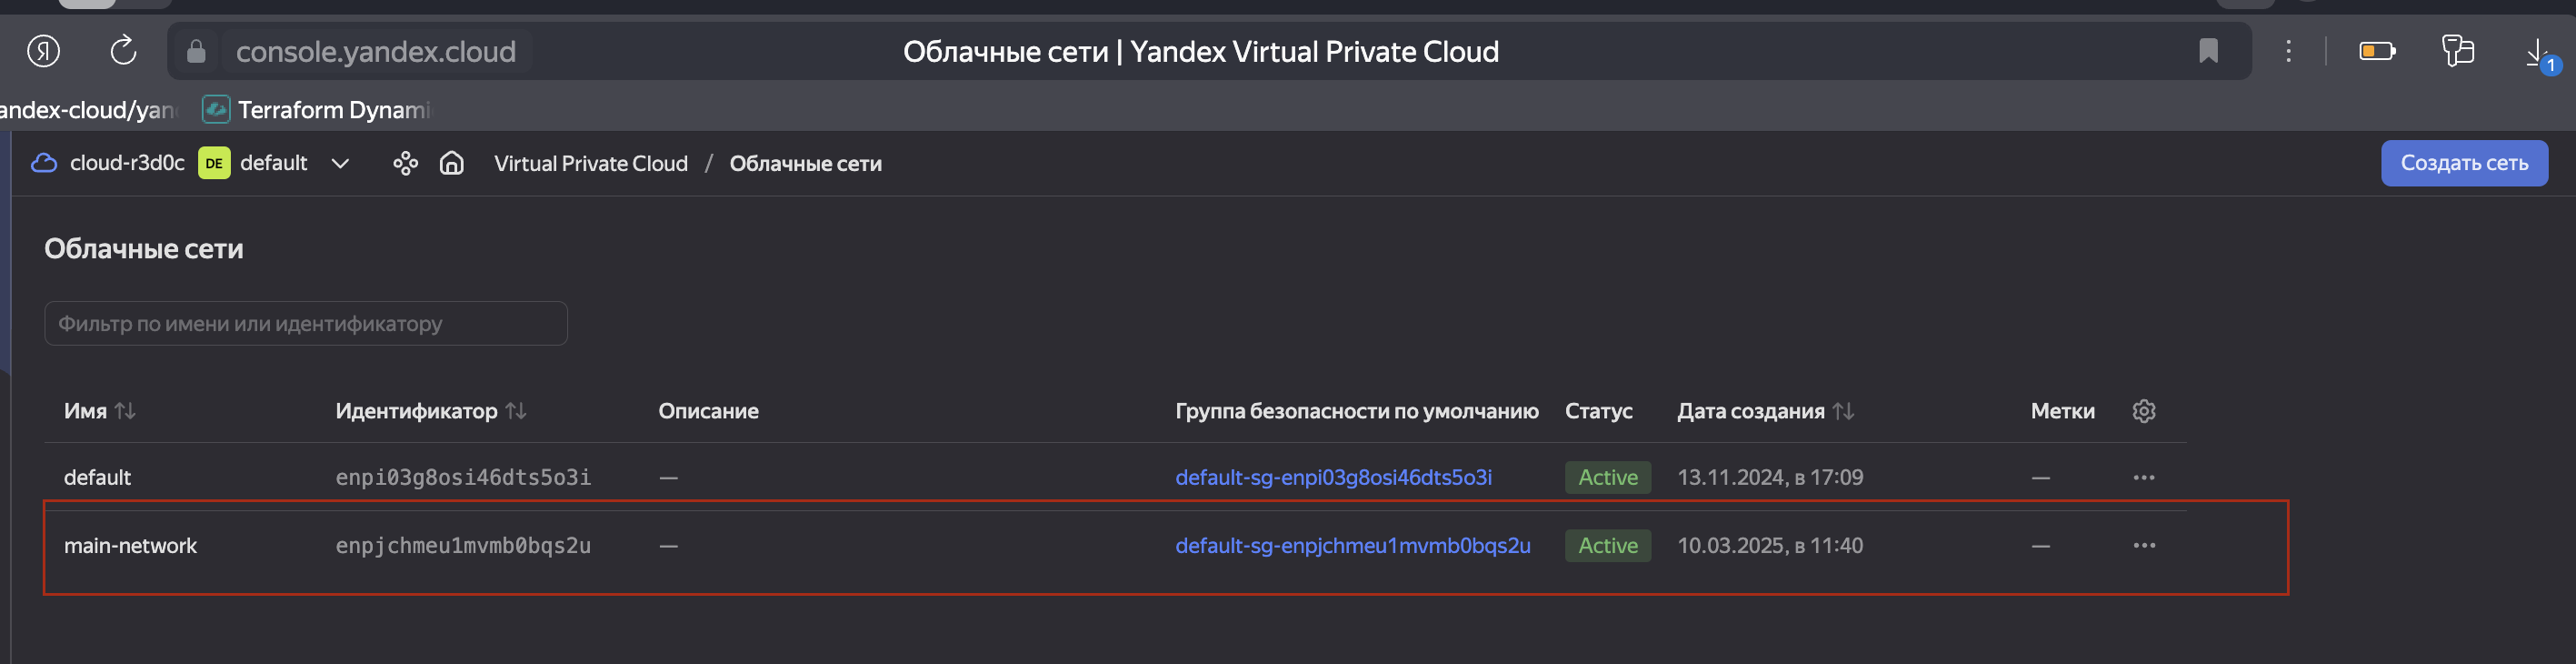 Я console.yandex.cloud Облачные сети | Yandex Virtual Private Cloud 1
andex-cloud/yan Terraform Dynami
cloud-r3d0c DE default Virtual Private Cloud / Облачные сети Создать сеть
Облачные сети
Фильтр по имени или идентификатору
Имя Идентификатор Описание Группа безопасности по умолчанию Статус Дата создания Метки
default enpi03g8osi46dts5o3i — default-sg-enpi03g8osi46dts5o3i Active 13.11.2024, в 17:09 —
main-network enpjchmeu1mvmb0bqs2u — default-sg-enpjchmeu1mvmb0bqs2u Active 10.03.2025, в 11:40 —